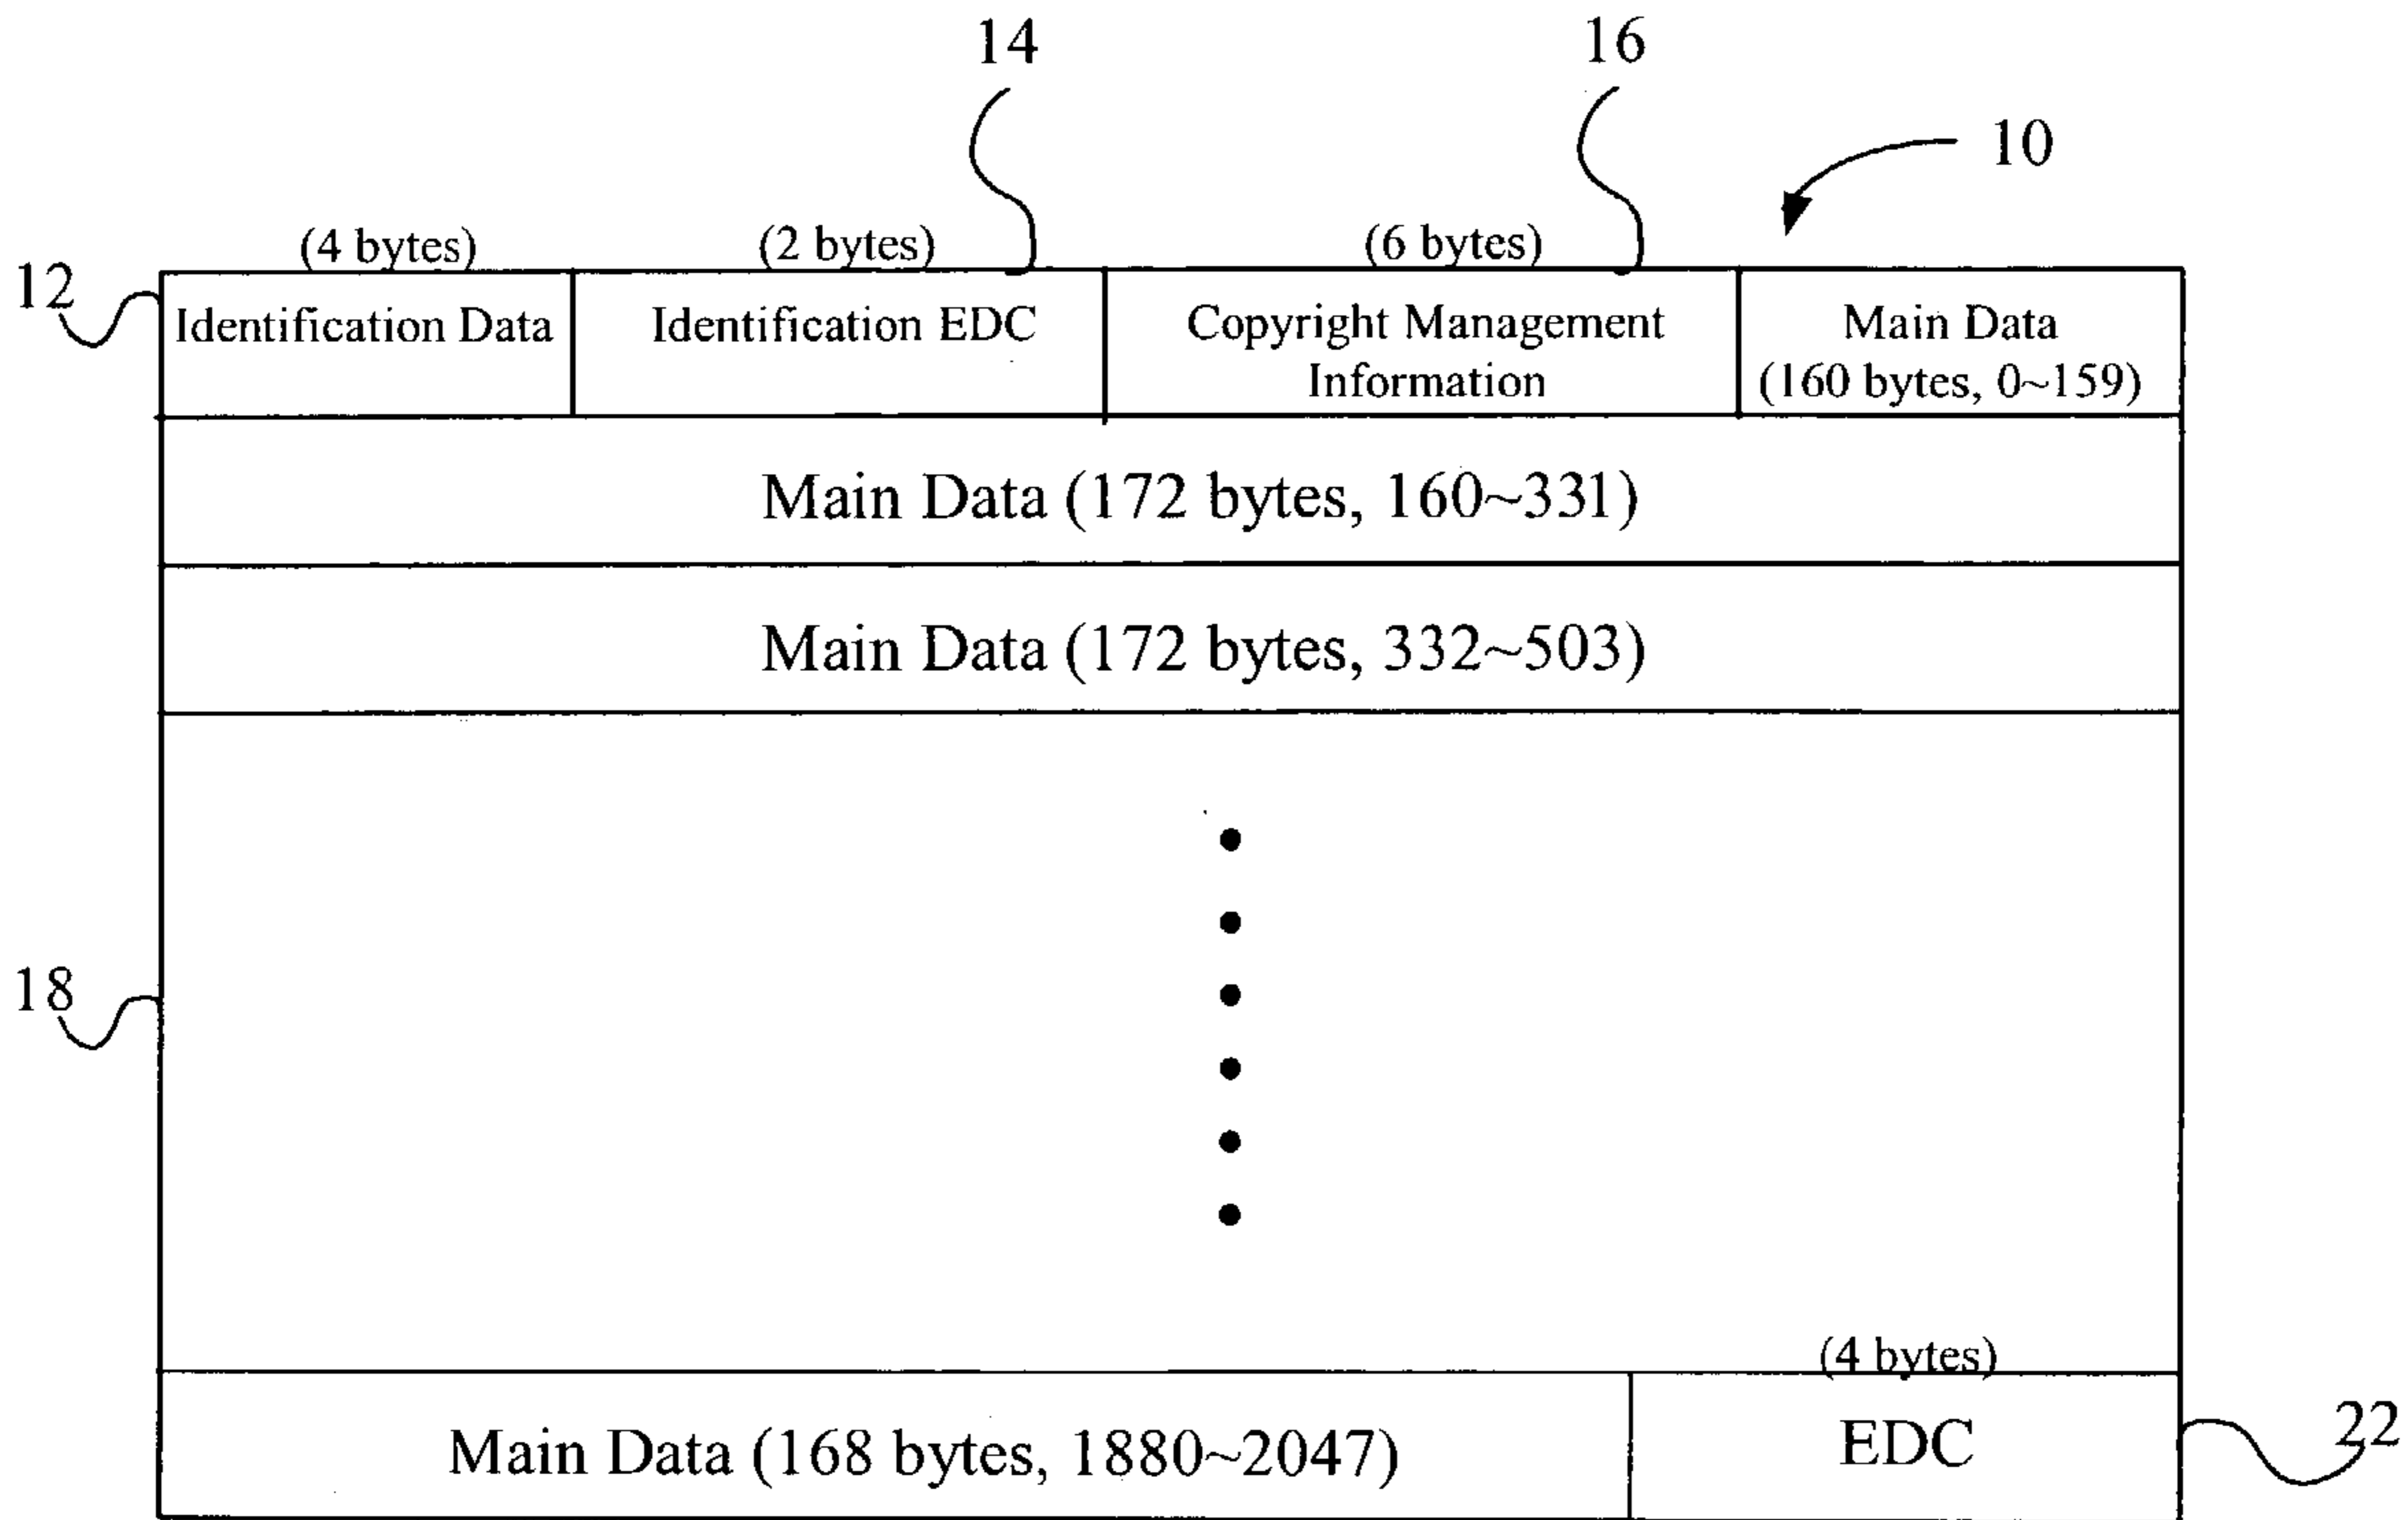 14
16
10
(4 bytes)
(2 bytes)
(6 bytes)
12
Identification Data
Identification EDC
Copyright Management
Information
Main Data
(160 bytes, 0~159)
Main Data (172 bytes, 160~331)
Main Data (172 bytes, 332~503)
18
(4 bytes)
Main Data (168 bytes, 1880~2047)
EDC
22